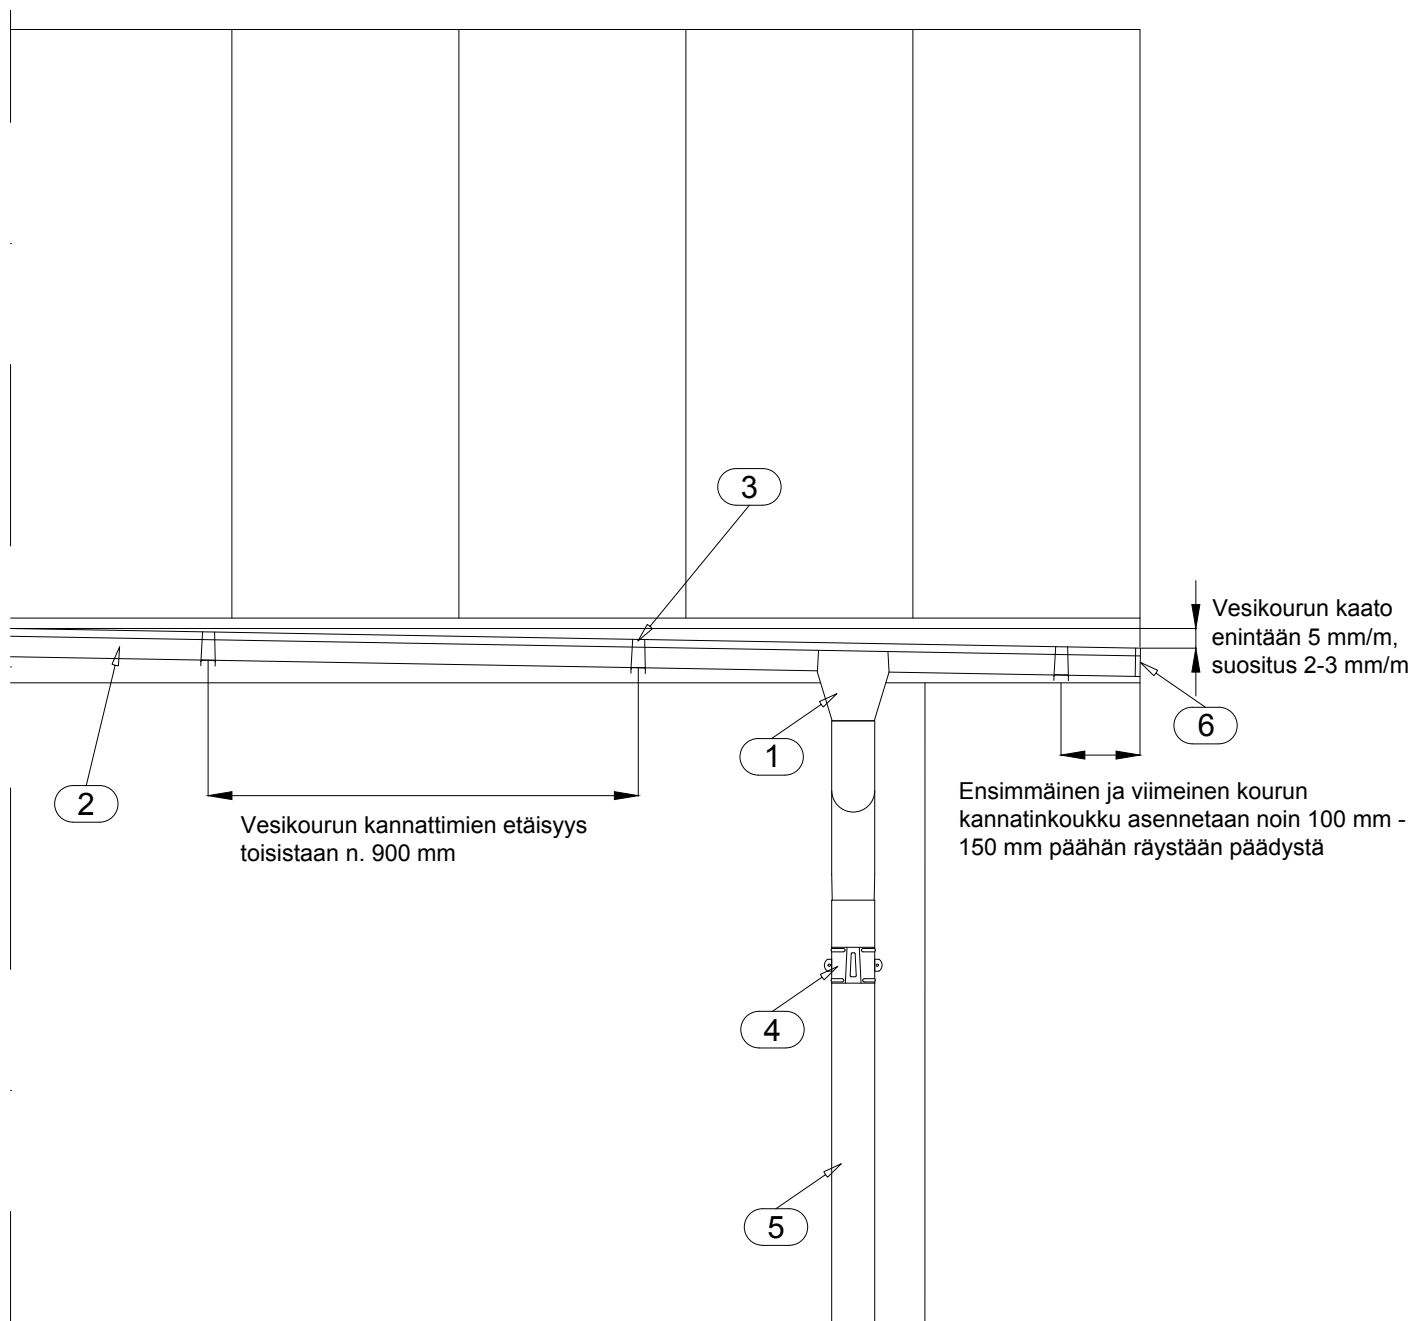 3
Vesikourun kaato
enintään 5 mm/m,
suositus 2-3 mm/m
6
1
2
Vesikourun kannattimien etäisyys
toisistaan n. 900 mm
Ensimmäinen ja viimeinen kourun
kannatinkoukku asennetaan noin 100 mm -
150 mm päähän räystään päädystä
4
5